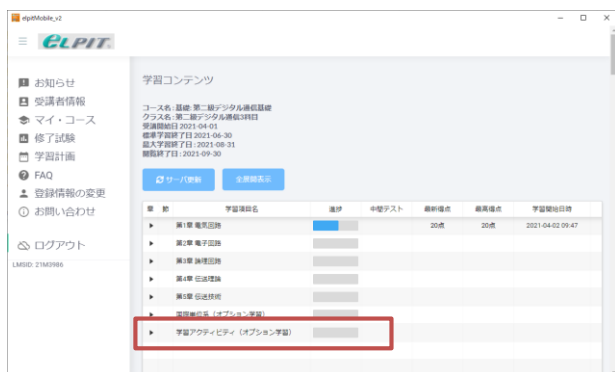 elpitMobile_v2
ELPIT.
お知らせ
受講者情報
マイ・コース
修了試験
学習計画
FAQ
登録情報の変更
お問い合わせ
ログアウト
LMSID: 21M3986
学習コンテンツ
コース名: 基礎: 第二級デジタル通信基礎
クラス名: 第二級デジタル通信3科目
受講開始日 2021-04-01
標準学習終了日 2021-06-30
最大学習終了日: 2021-08-31
閲覧終了日: 2021-09-30
サーバ更新 全展開表示
章 節 学習項目名 進捗 中間テスト 最新得点 最高得点 学習開始日時
第1章 電気回路 20点 20点 2021-04-02 09:47
第2章 電子回路
第3章 論理回路
第4章 伝送理論
第5章 伝送技術
国際単位系 (オプション学習)
学習アクティビティ (オプション学習)